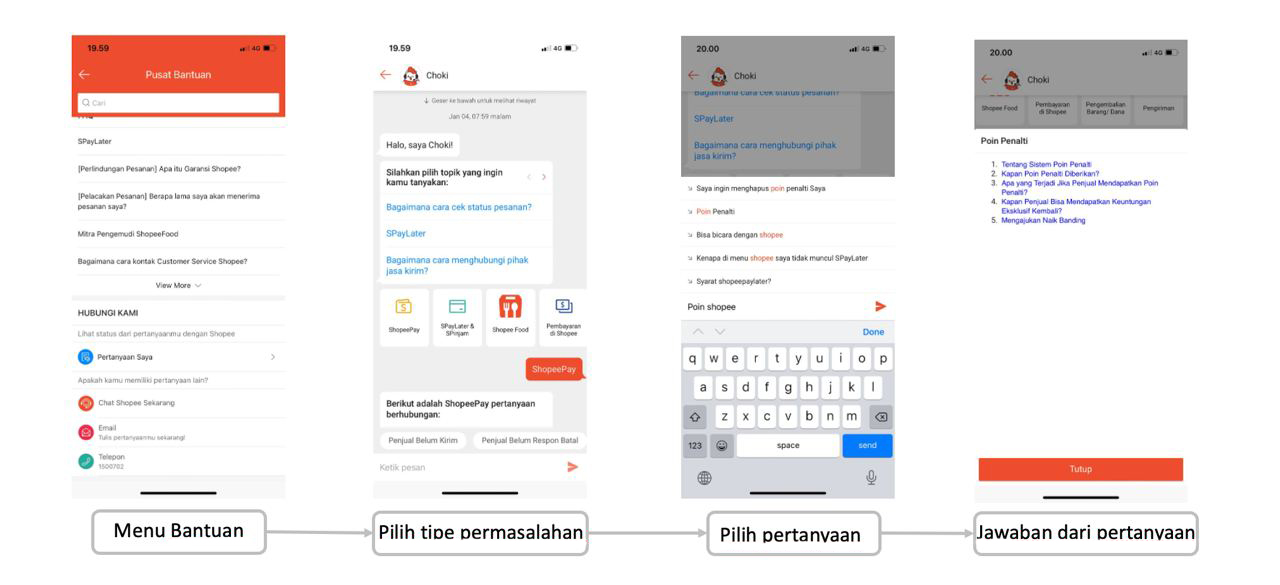 19.59
4G
Pusat Bantuan
Cari
FAQ
SPayLater
[Perlindungan Pesanan] Apa itu Garansi Shopee?
[Pelacakan Pesanan] Berapa lama saya akan menerima
pesanan saya?
Mitra Pengemudi ShopeeFood
Bagaimana cara kontak Customer Service Shopee?
View More
HUBUNGI KAMI
Lihat status dari pertanyaanmu dengan Shopee
Pertanyaan Saya
Apakah kamu memiliki pertanyaan lain?
Chat Shopee Sekarang
Email
Tulis pertanyaanmu sekarang!
Telepon
1500702
Menu Bantuan
19.59
4G
Choki
Geser ke bawah untuk melihat riwayat
Jan 04, 07:59 malam
Halo, saya Choki!
Silahkan pilih topik yang ingin
kamu tanyakan:
Bagaimana cara cek status pesanan?
SPayLater
Bagaimana cara menghubungi pihak
jasa kirim?
ShopeePay
SPayLater &
SPinjam
Shopee Food
Pembayaran
di Shopee
ShopeePay
Berikut adalah ShopeePay pertanyaan
berhubungan:
Penjual Belum Kirim
Penjual Belum Respon Batal
Ketik pesan
Pilih tipe permasalahan
20.00
4G
Choki
Bagaimana cara cek status pesanan?
SPayLater
Bagaimana cara menghubungi pihak
jasa kirim?
Saya ingin menghapus poin penalti Saya
Poin Penalti
Bisa bicara dengan shopee
Kenapa di menu shopee saya tidak muncul SPayLater
Syarat shopeepaylater?
Poin shopee
Done
q w e r t y u i o p
a s d f g h j k l
z x c v b n m
123 space send
Pilih pertanyaan
20.00
4G
Choki
Shopee Food
Pembayaran
di Shopee
Pengembalian
Barang/ Dana
Pengiriman
Poin Penalti
1. Tentang Sistem Poin Penalti
2. Kapan Poin Penalti Diberikan?
3. Apa yang Terjadi Jika Penjual Mendapatkan Poin
Penalti?
4. Kapan Penjual Bisa Mendapatkan Keuntungan
Eksklusif Kembali?
5. Mengajukan Naik Banding
Tutup
Jawaban dari pertanyaan